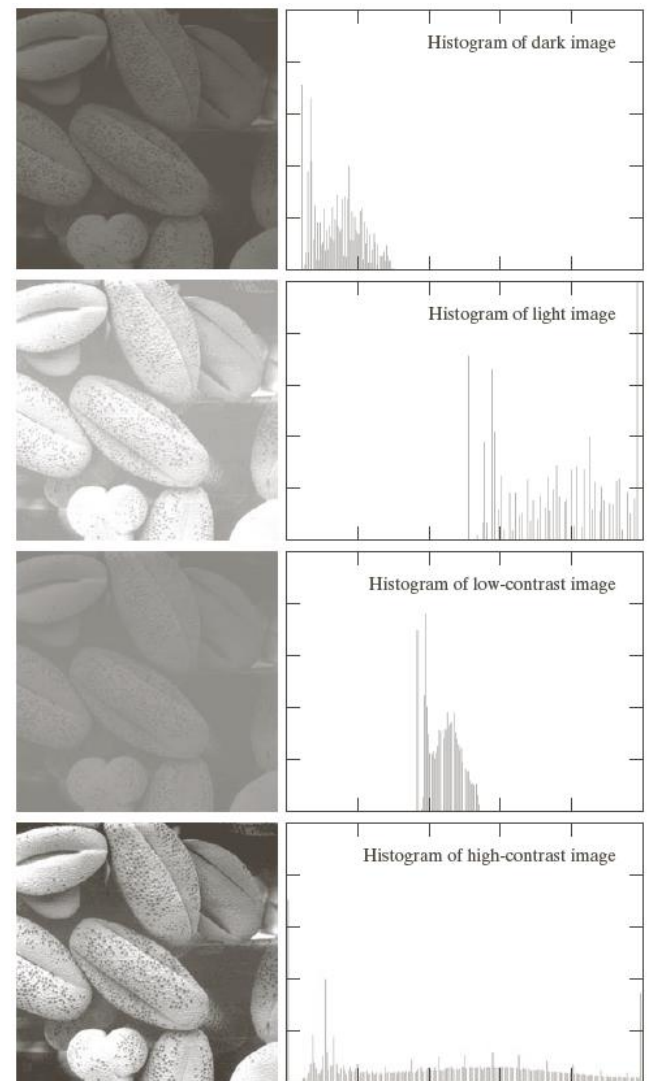 Histogram of dark image
Histogram of light image
Histogram of low-contrast image
Histogram of high-contrast image